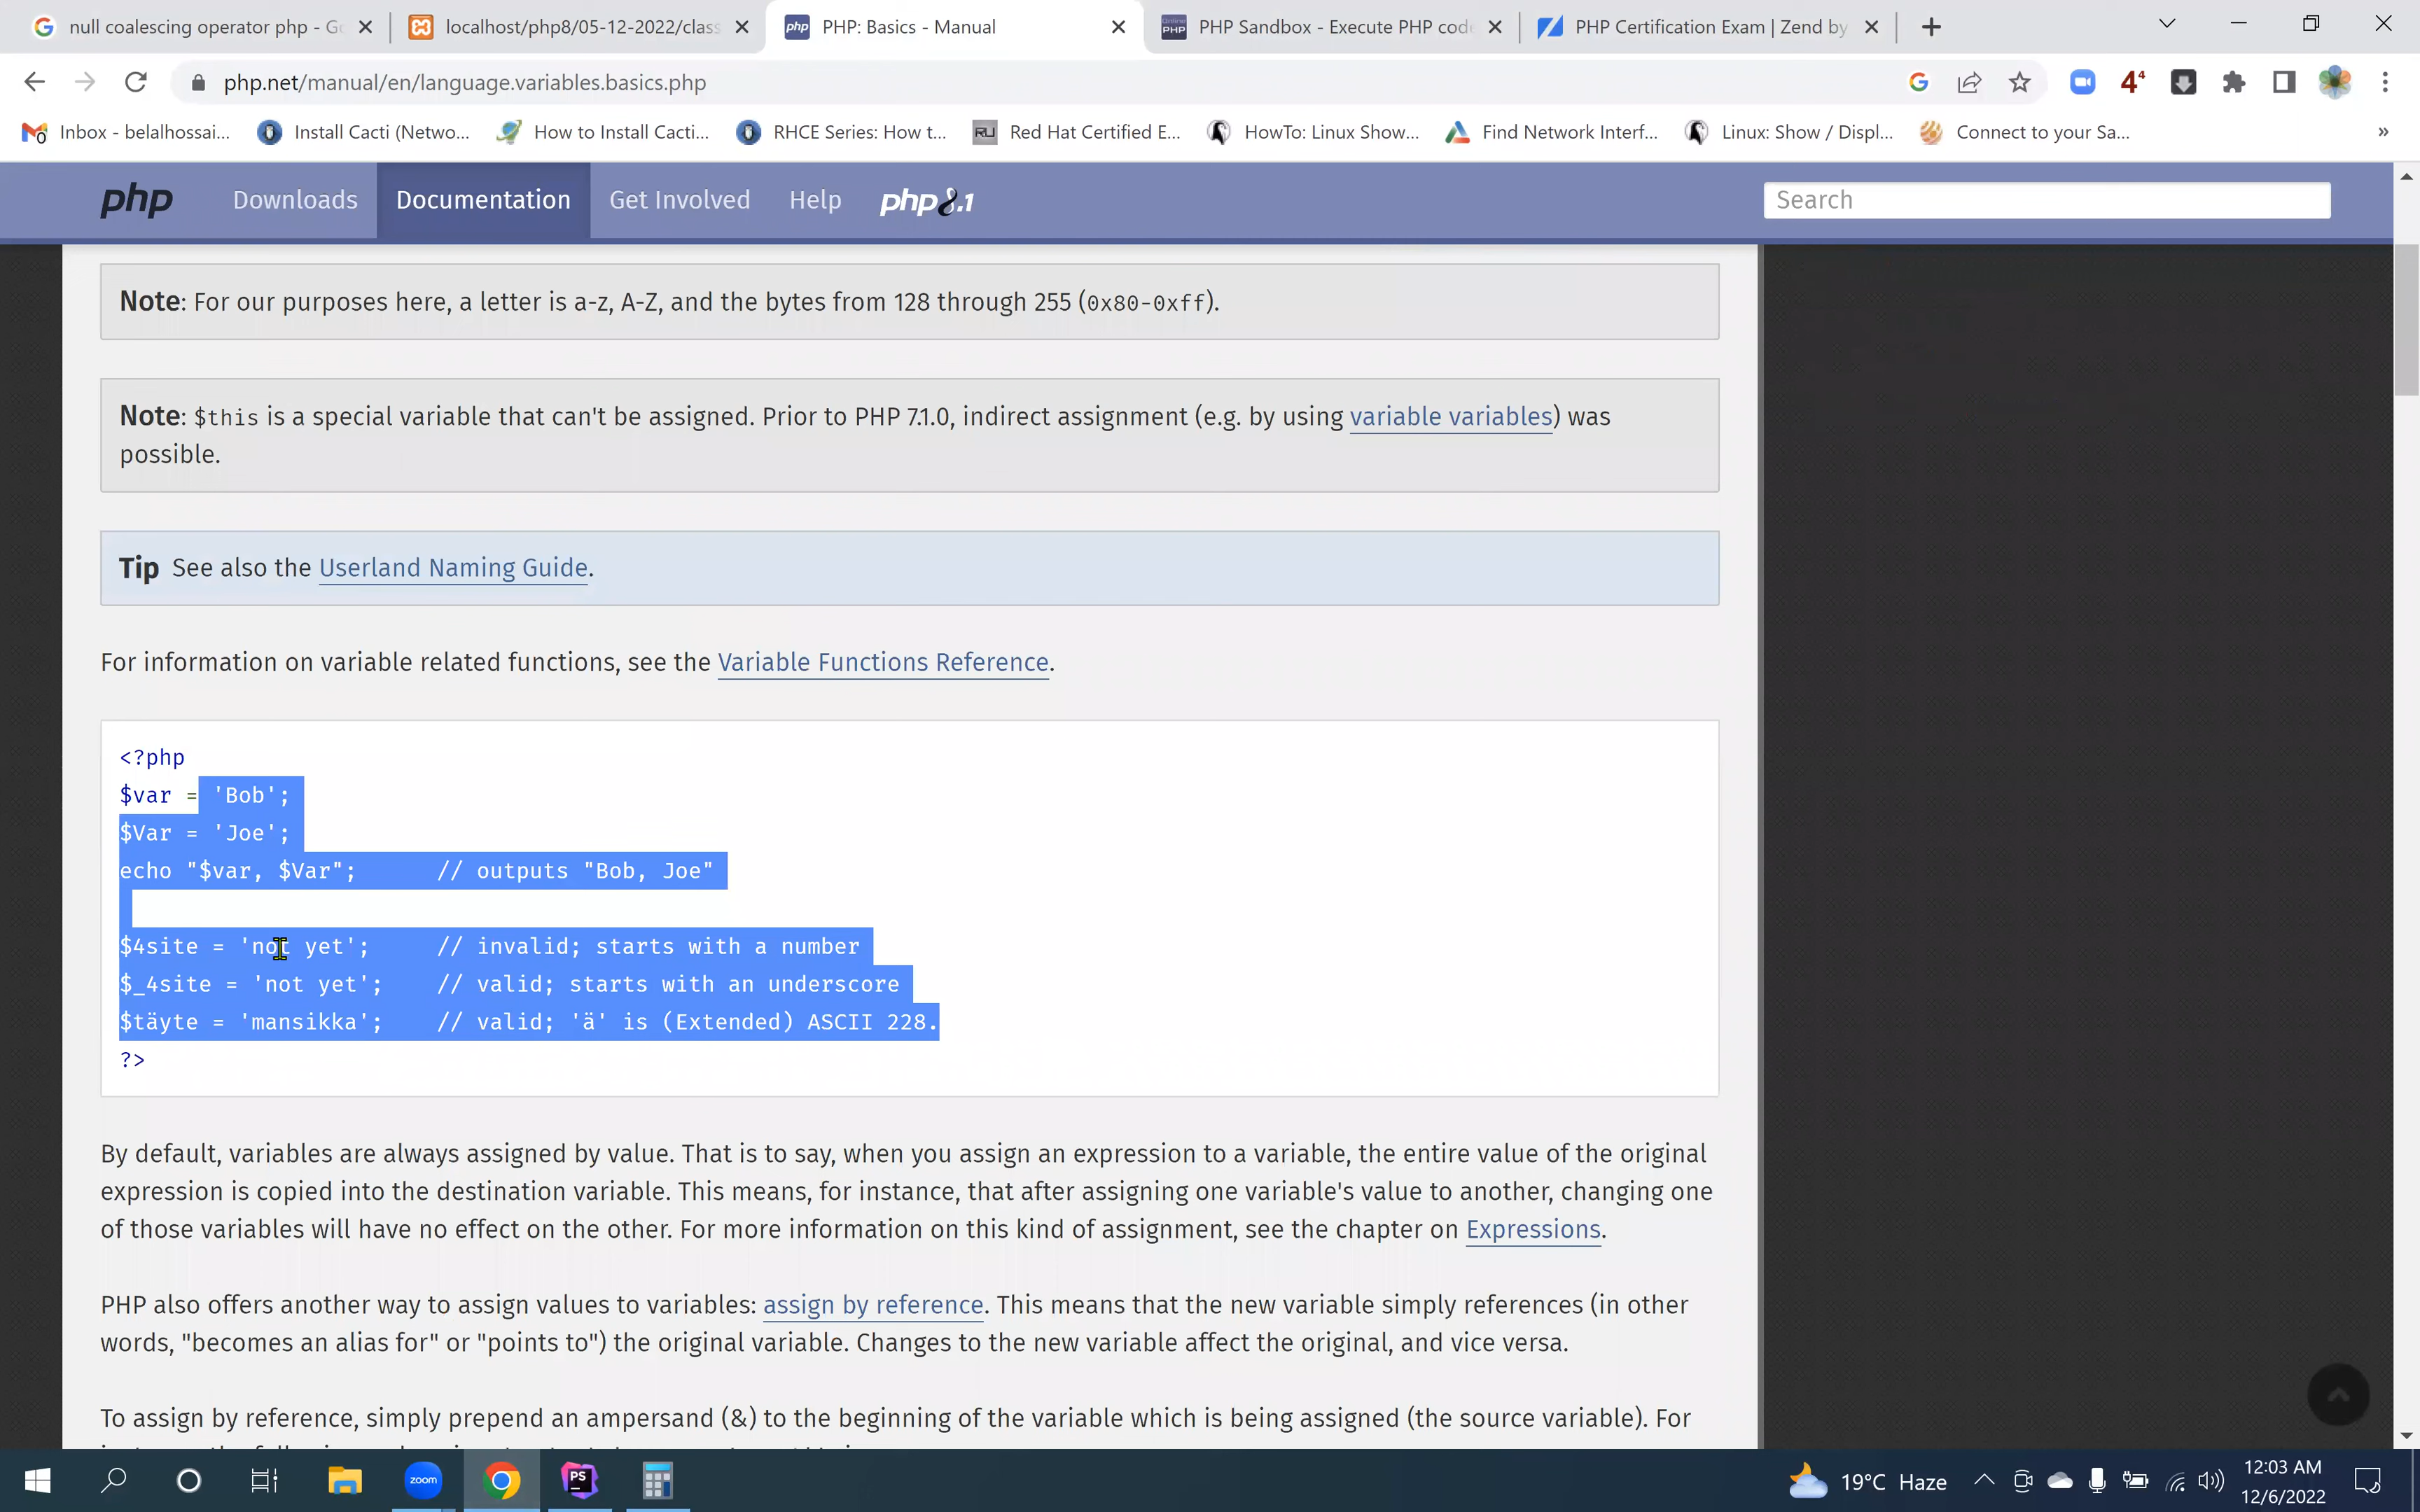 null coalescing operator php - Go
localhost/php8/05-12-2022/class
PHP: Basics - Manual
PHP Sandbox - Execute PHP code
PHP Certification Exam | Zend by
php.net/manual/en/language.variables.basics.php
Inbox - belalhossai...
Install Cacti (Netwo...
How to Install Cacti...
RHCE Series: How t...
Red Hat Certified E...
HowTo: Linux Show...
Find Network Interf...
Linux: Show / Displ...
Connect to your Sa...
»
php
Downloads
Documentation
Get Involved
Help
php8.1
Search
Note: For our purposes here, a letter is a-z, A-Z, and the bytes from 128 through 255 (0x80-0xff).
Note: $this is a special variable that can't be assigned. Prior to PHP 7.1.0, indirect assignment (e.g. by using variable variables) was
possible.
Tip See also the Userland Naming Guide.
For information on variable related functions, see the Variable Functions Reference.
<?php
$var = 'Bob';
$Var = 'Joe';
echo "$var, $Var";      // outputs "Bob, Joe"
$4site = 'not yet';     // invalid; starts with a number
$_4site = 'not yet';    // valid; starts with an underscore
$täyte = 'mansikka';    // valid; 'ä' is (Extended) ASCII 228.
?>
By default, variables are always assigned by value. That is to say, when you assign an expression to a variable, the entire value of the original
expression is copied into the destination variable. This means, for instance, that after assigning one variable's value to another, changing one
of those variables will have no effect on the other. For more information on this kind of assignment, see the chapter on Expressions.
PHP also offers another way to assign values to variables: assign by reference. This means that the new variable simply references (in other
words, "becomes an alias for" or "points to") the original variable. Changes to the new variable affect the original, and vice versa.
To assign by reference, simply prepend an ampersand (&) to the beginning of the variable which is being assigned (the source variable). For
zoom
PS
19°C Haze
12:03 AM
12/6/2022